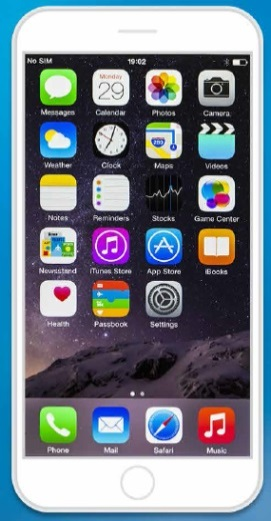 No SIM 19:02
Monday
29
Messages Calendar Photos Camera
280
Weather Clock Maps Videos
Notes Reminders Stocks Game Center
Newsstand iTunes Store App Store iBooks
Health Passbook Settings
Phone Mail Safari Music